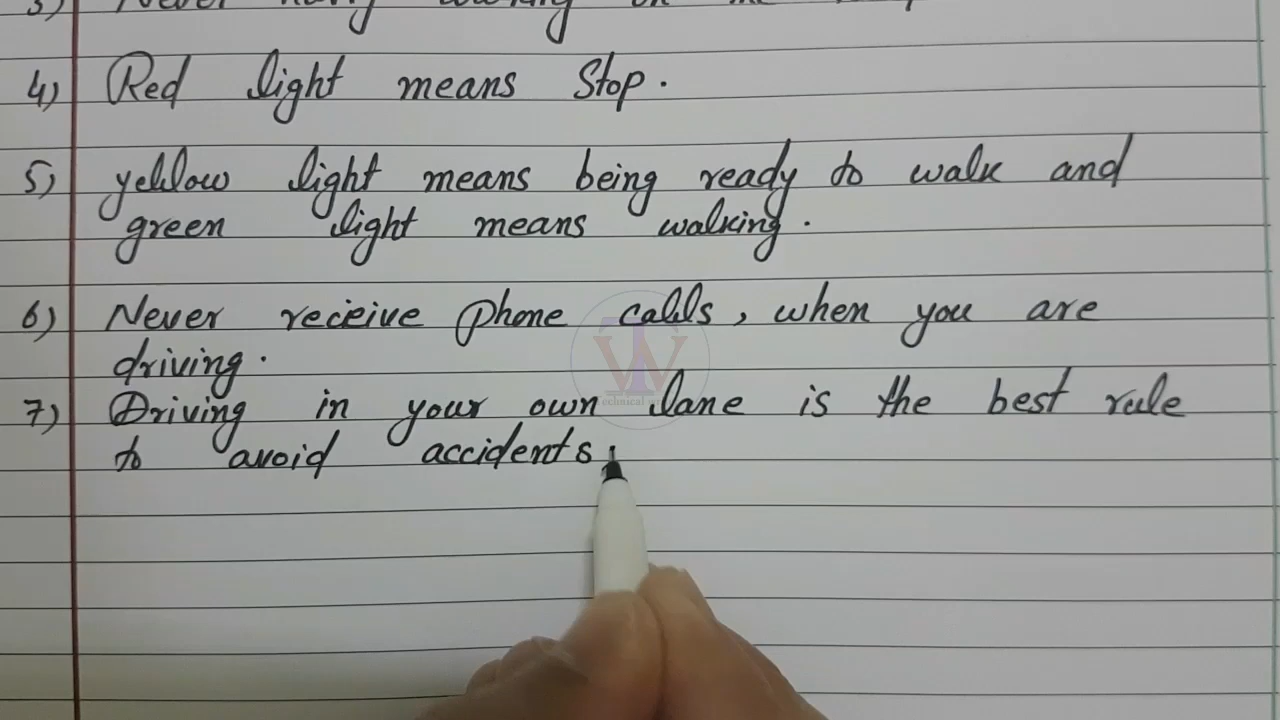 4) Red light means Stop.
5) yellow light means being ready to walk and
green light means walking.
6) Never receive phone calls, when you are
driving.
7) Driving in your own lane is the best rule
to avoid accidents.